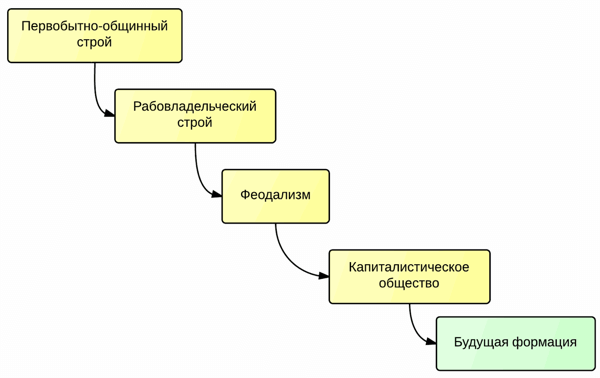 Первобытно-общинный
строй
Рабовладельческий
строй
Феодализм
Капиталистическое
общество
Будущая формация